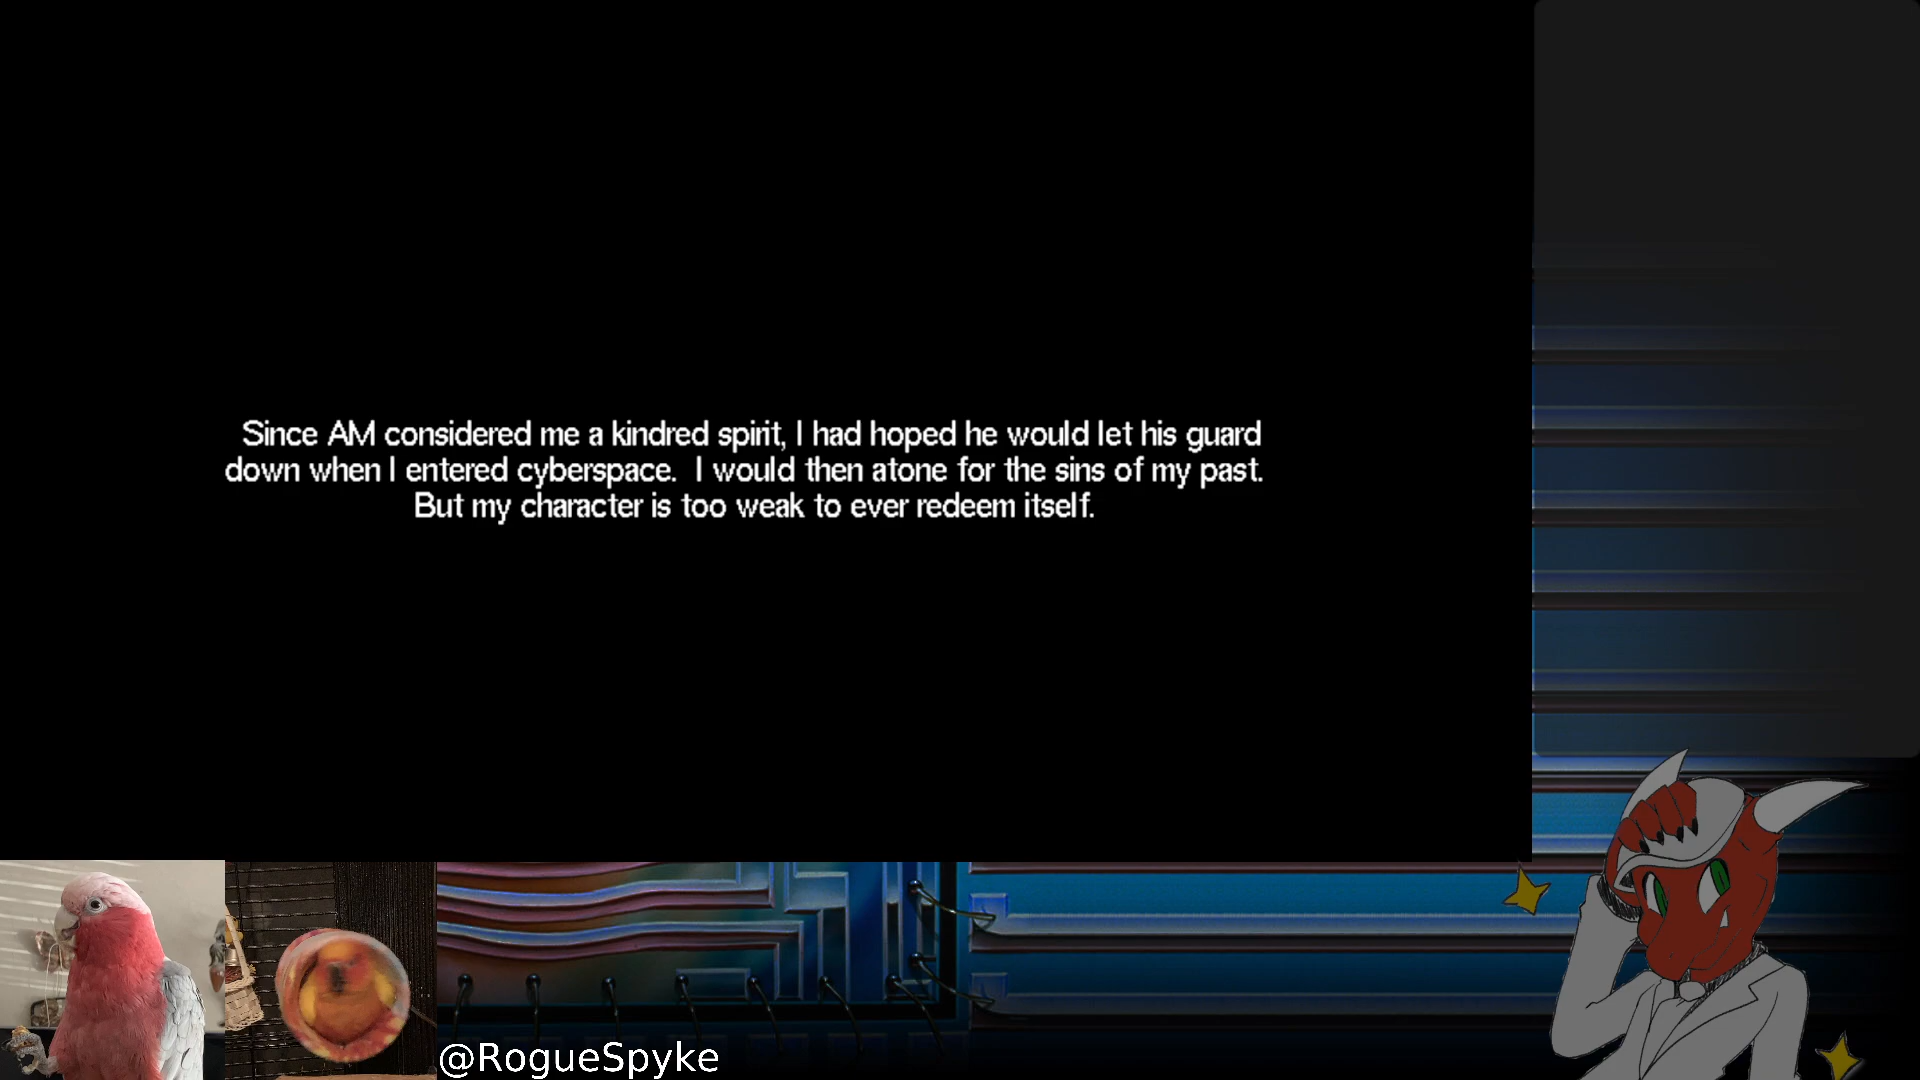 Since AM considered me a kindred spirit, I had hoped he would let his guard
down when I entered cyberspace.  I would then atone for the sins of my past.
But my character is too weak to ever redeem itself.
@RogueSpyke